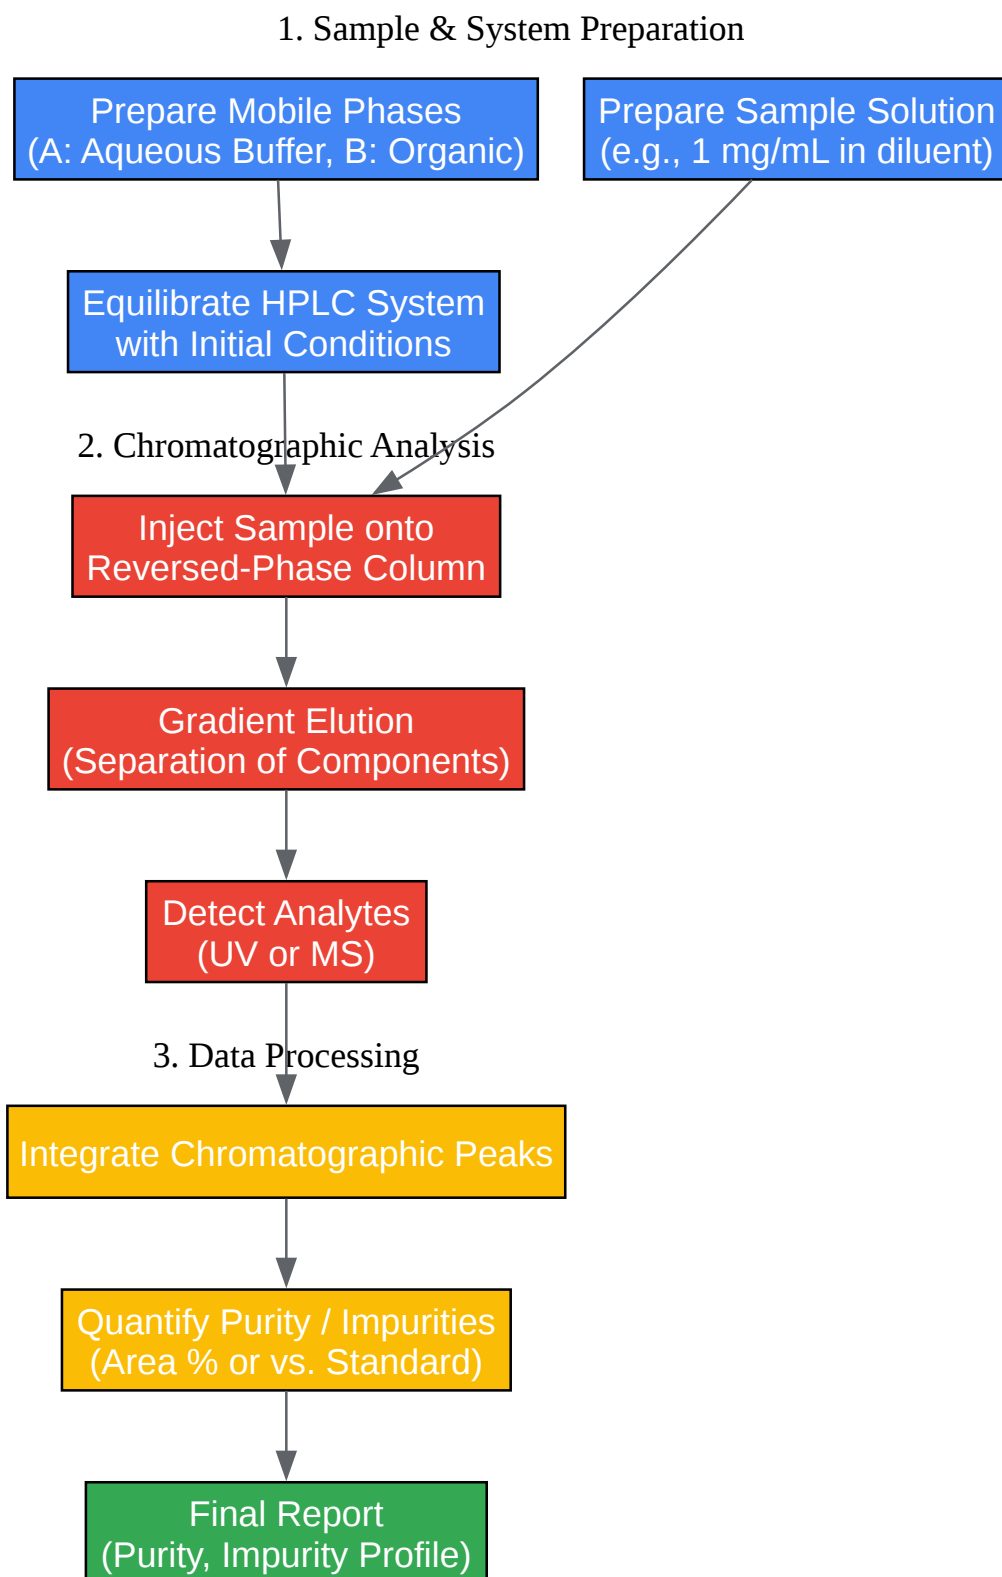 1. Sample & System Preparation
Prepare Mobile Phases
(A: Aqueous Buffer, B: Organic)
Prepare Sample Solution
(e.g., 1 mg/mL in diluent)
Equilibrate HPLC System
with Initial Conditions
2. Chromatographic Analysis
Inject Sample onto
Reversed-Phase Column
Gradient Elution
(Separation of Components)
Detect Analytes
(UV or MS)
3. Data Processing
Integrate Chromatographic Peaks
Quantify Purity / Impurities
(Area % or vs. Standard)
Final Report
(Purity, Impurity Profile)